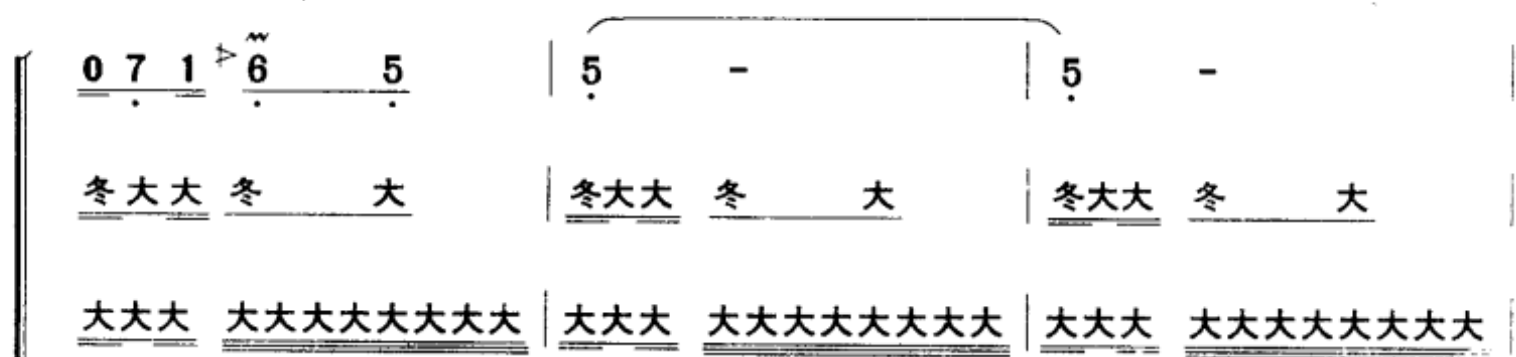 0 7 1 > 6 5 | 5 - | 5 - |
冬大大 冬 大 | 冬大大 冬 大 | 冬大大 冬 大 |
大大大 大大大大大大大大 | 大大大 大大大大大大大大 | 大大大 大大大大大大大大 |